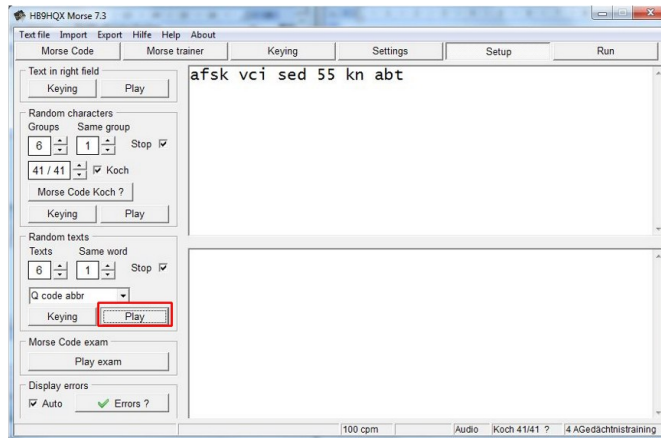 HB9HQX Morse 7.3
Text file Import Export Hilfe Help About
Morse Code Morse trainer Keying Settings Setup Run
Text in right field
Keying Play
afsk vci sed 55 kn abt
Random characters
Groups Same group
6 1 Stop
41 / 41 Koch
Morse Code Koch ?
Keying Play
Random texts
Texts Same word
6 1 Stop
Q code abbr
Keying Play
Morse Code exam
Play exam
Display errors
Auto Errors ?
100 cpm Audio Koch 41/41 ? 4 AGedächtnistraining